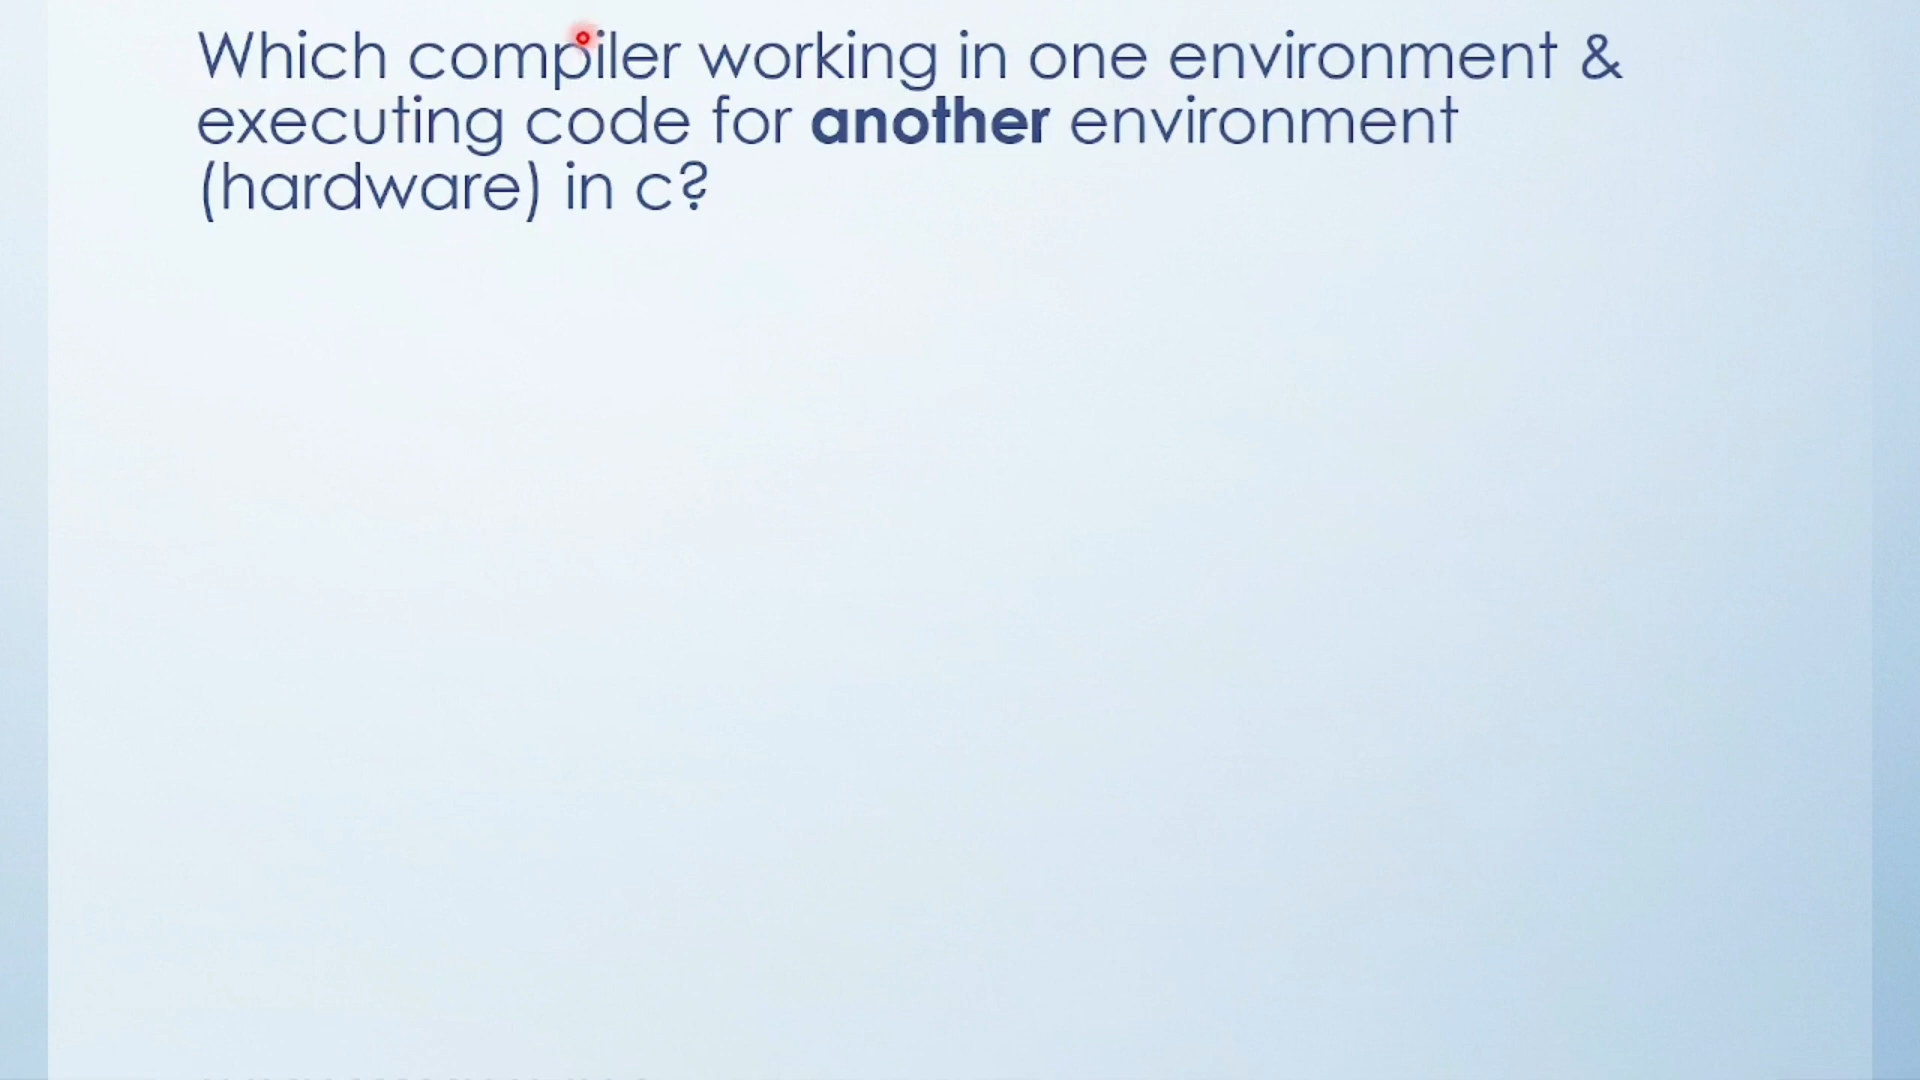 Which compiler working in one environment &
executing code for another environment
(hardware) in c?